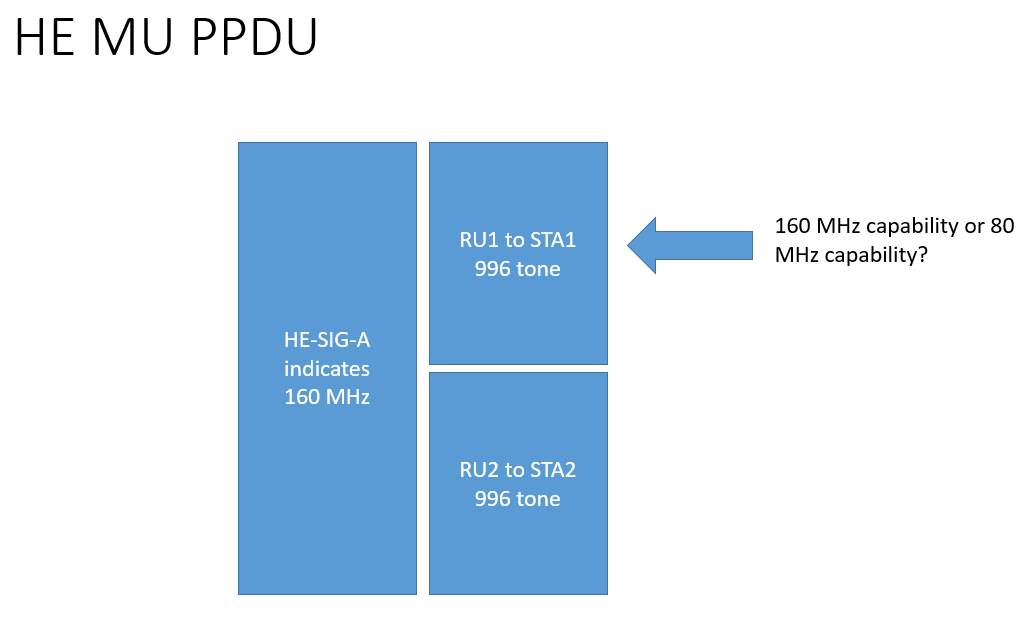 HE MU PPDU
HE-SIG-A
indicates
160 MHz
RU1 to STA1
996 tone
RU2 to STA2
996 tone
160 MHz capability or 80
MHz capability?